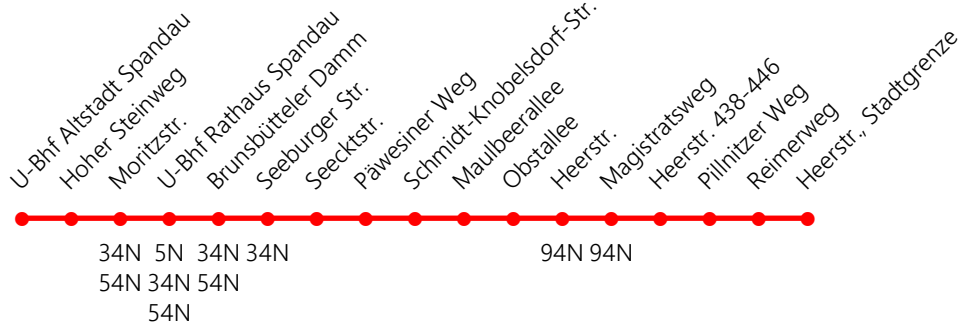 U-Bhf Altstadt Spandau
Hoher Steinweg
Moritzstr.
U-Bhf Rathaus Spandau
Brunsbütteler Damm
Seeburger Str.
Seecktstr.
Päwesiner Weg
Schmidt-Knobelsdorf-Str.
Maulbeerallee
Obstallee
Heerstr.
Magistratsweg
Heerstr. 438-446
Pillnitzer Weg
Reimerweg
Heerstr., Stadtgrenze
34N 5N 34N 34N 94N 94N
54N 34N 54N
54N